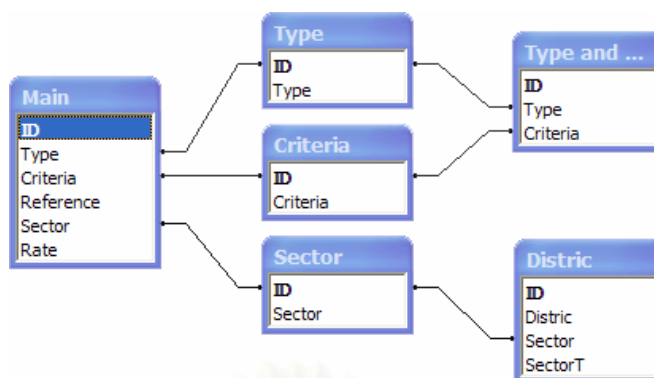 Main
ID
Type
Criteria
Reference
Sector
Rate
Type
ID
Type
Criteria
ID
Criteria
Sector
ID
Sector
Type and ...
ID
Type
Criteria
Distric
ID
Distric
Sector
SectorT